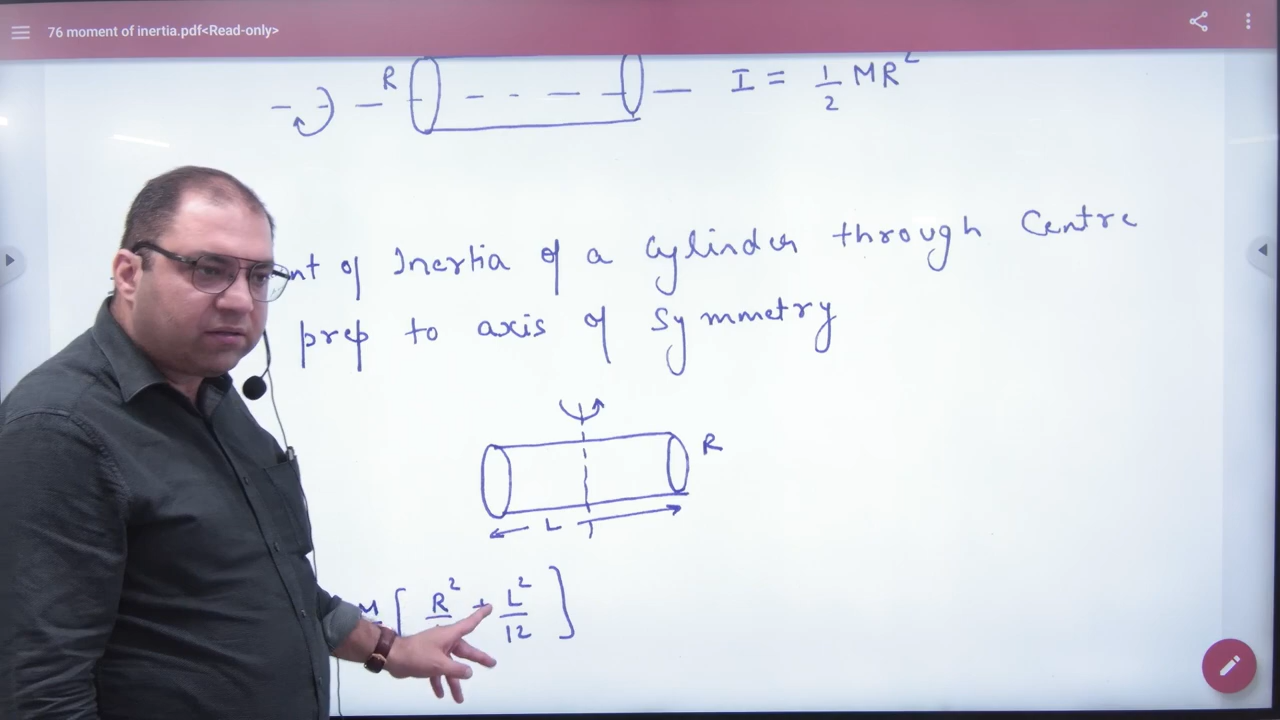 76 moment of inertia.pdf<Read-only>
R I = 1/2 MR²
nt of Inertia of a Cylinder through Centre
prep to axis of Symmetry
R
L
M [ R² + L²/12 ]